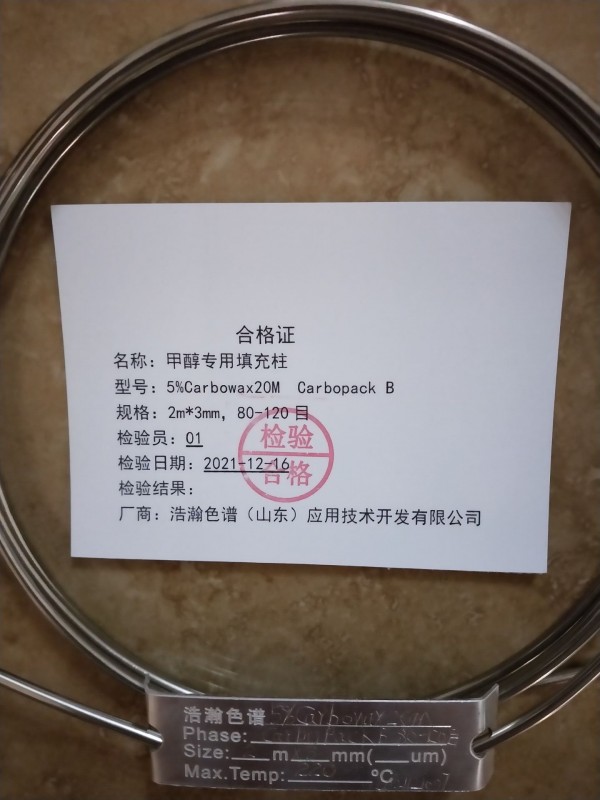 合格证
名称：甲醇专用填充柱
型号：5%Carbowax20M Carbopack B
规格：2m*3mm，80-120目
检验员：01
检验日期：2021-12-16
检验结果：
检验
合格
厂商：浩瀚色谱（山东）应用技术开发有限公司
浩瀚色谱 5%Carbowax 20M
Phase:
Size: m mm( um)
Max.Temp: °C